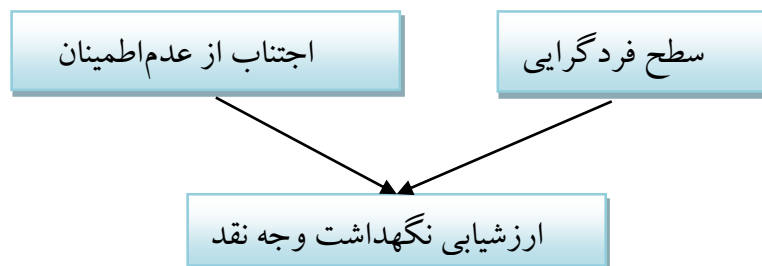 سطح فردگرایی
اجتناب از عدم‌اطمینان
ارزشیابی نگهداشت وجه نقد